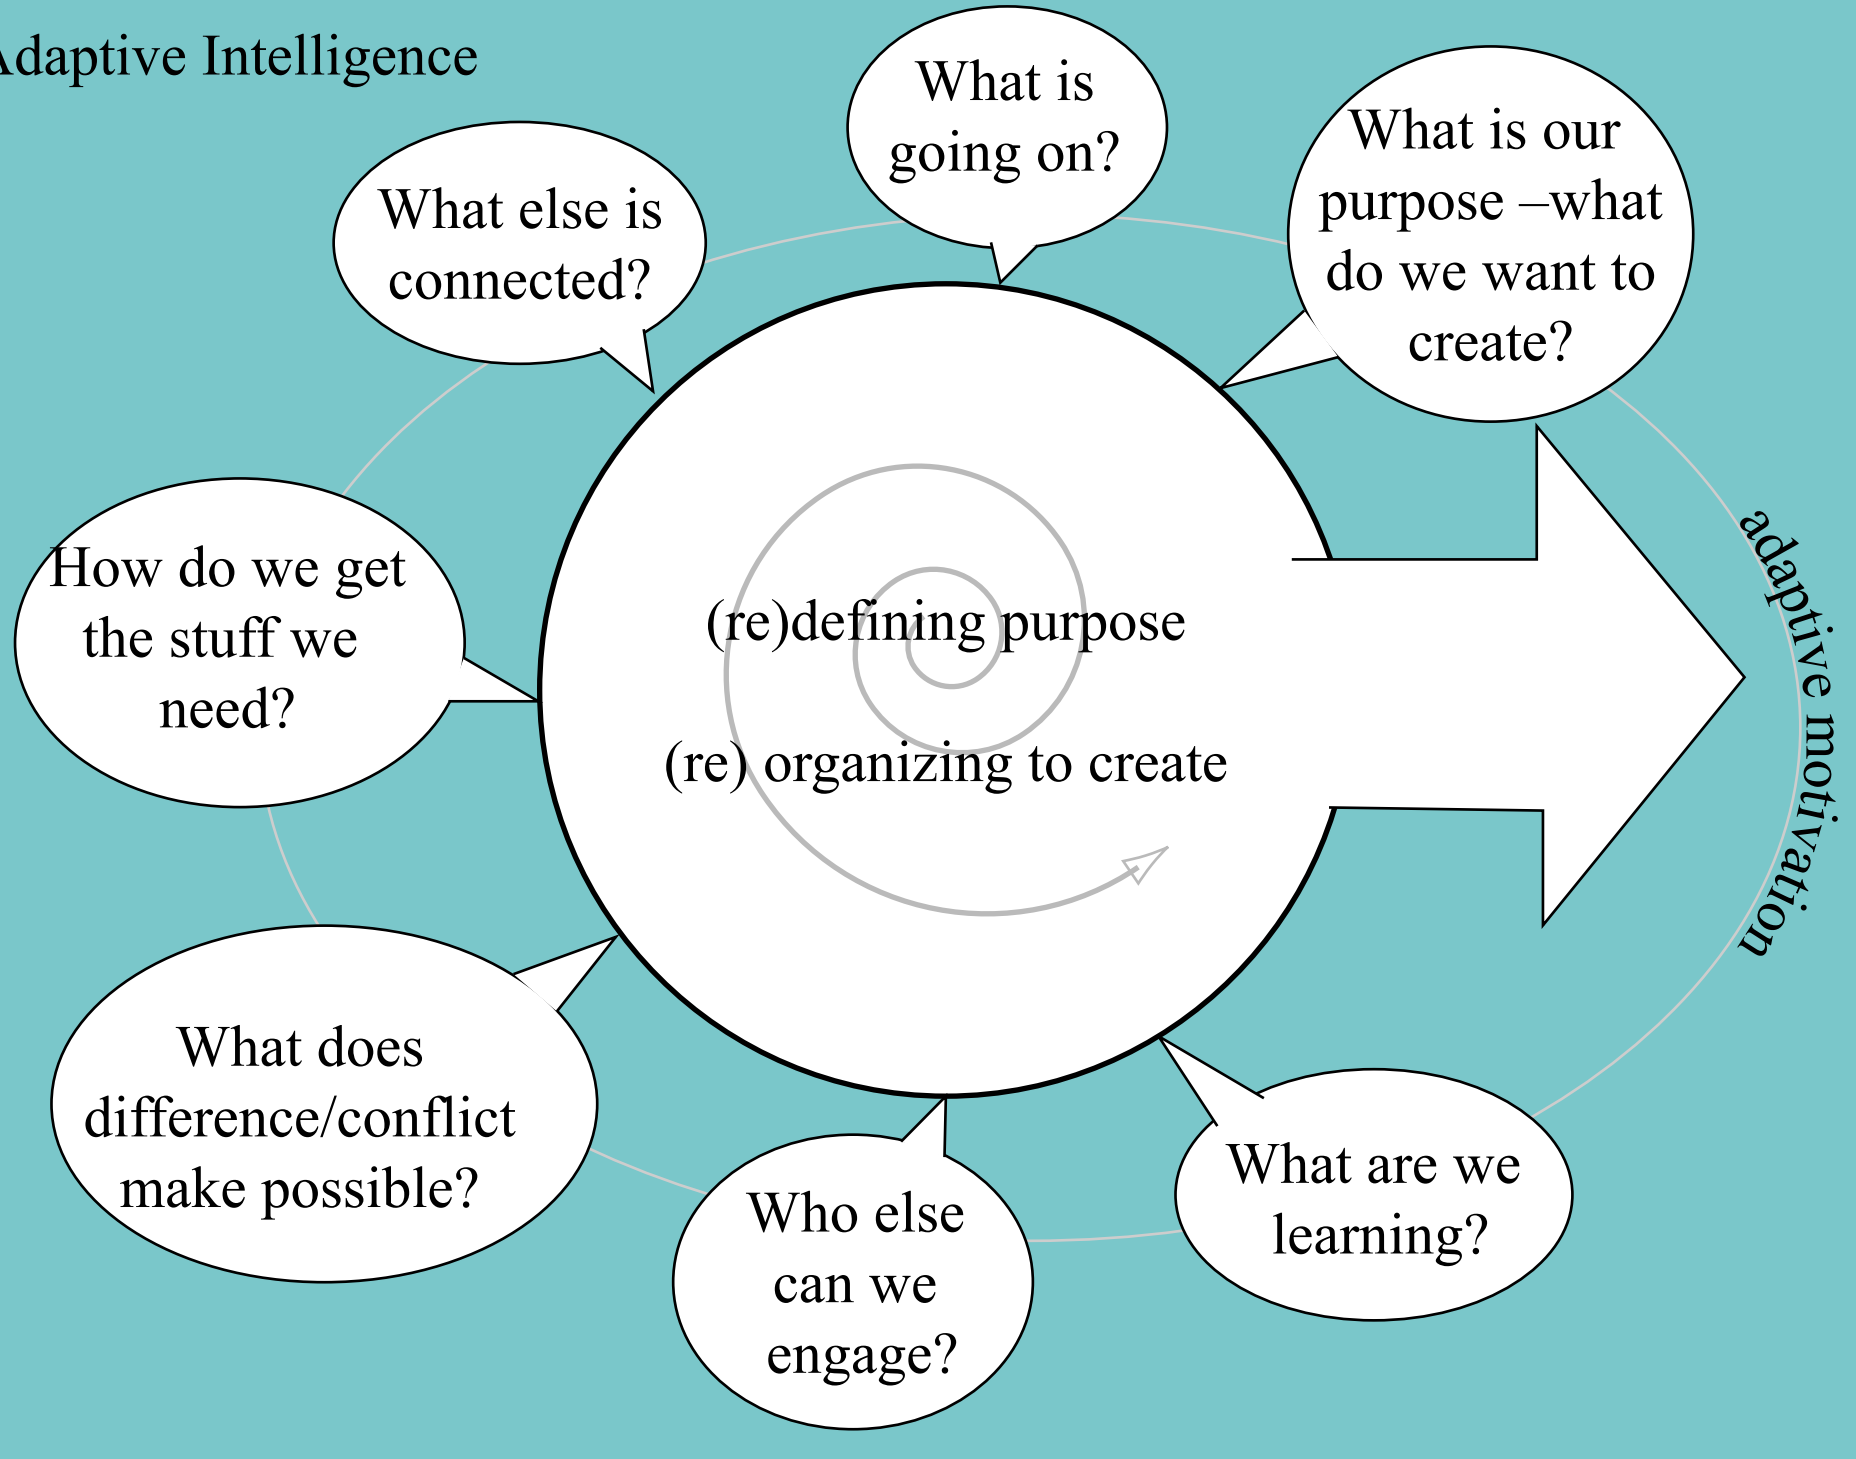 Adaptive Intelligence
What is
going on?
What is our
purpose –what
do we want to
create?
What else is
connected?
How do we get
the stuff we
need?
(re)defining purpose
(re) organizing to create
adaptive motivation
What does
difference/conflict
make possible?
Who else
can we
engage?
What are we
learning?